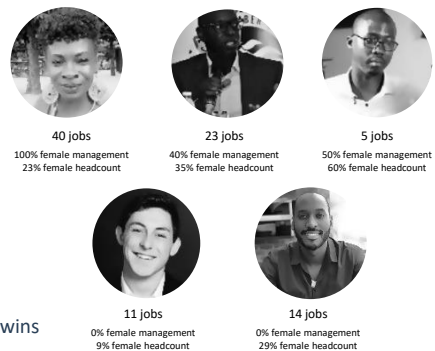 40 jobs
100% female management
23% female headcount
23 jobs
40% female management
35% female headcount
5 jobs
50% female management
60% female headcount
11 jobs
0% female management
9% female headcount
14 jobs
0% female management
29% female headcount
wins